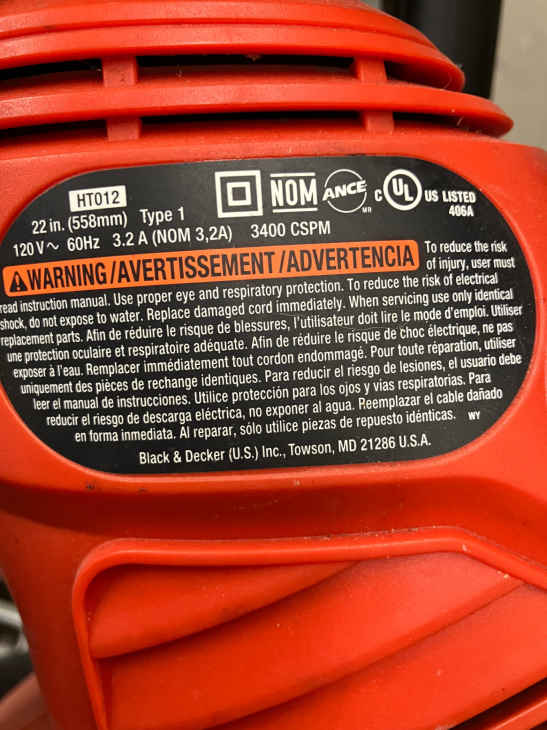 HT012
22 in. (558mm) Type 1
120 V ~ 60Hz 3.2 A (NOM 3,2A) 3400 CSPM
NOM
ANCE
MR
C UL US LISTED
406A
WARNING/AVERTISSEMENT/ADVERTENCIA To reduce the risk
of injury, user must
read instruction manual. Use proper eye and respiratory protection. To reduce the risk of electrical
shock, do not expose to water. Replace damaged cord immediately. When servicing use only identical
replacement parts. Afin de réduire le risque de blessures, l'utilisateur doit lire le mode d'emploi. Utiliser
une protection oculaire et respiratoire adéquate. Afin de réduire le risque de choc électrique, ne pas
exposer à l'eau. Remplacer immédiatement tout cordon endommagé. Pour toute réparation, utiliser
uniquement des pièces de rechange identiques. Para reducir el riesgo de lesiones, el usuario debe
leer el manual de instrucciones. Utilice protección para los ojos y vias respiratorias. Para
reducir el riesgo de descarga eléctrica, no exponer al agua. Reemplazar el cable dañado
en forma inmediata. Al reparar, sólo utilice piezas de repuesto idénticas. WY
Black & Decker (U.S.) Inc., Towson, MD 21286 U.S.A.